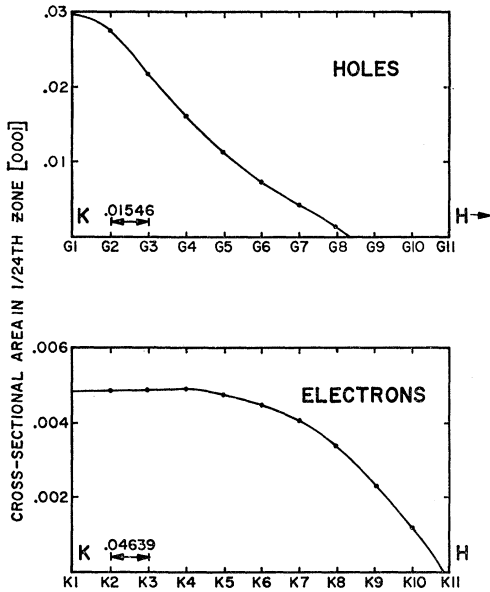 CROSS-SECTIONAL AREA IN 1/24TH ZONE [0001]
.03
.02
.01
HOLES
K .01546 H
G1 G2 G3 G4 G5 G6 G7 G8 G9 G10 G11
.006
.004
.002
ELECTRONS
K .04639 H
K1 K2 K3 K4 K5 K6 K7 K8 K9 K10 K11